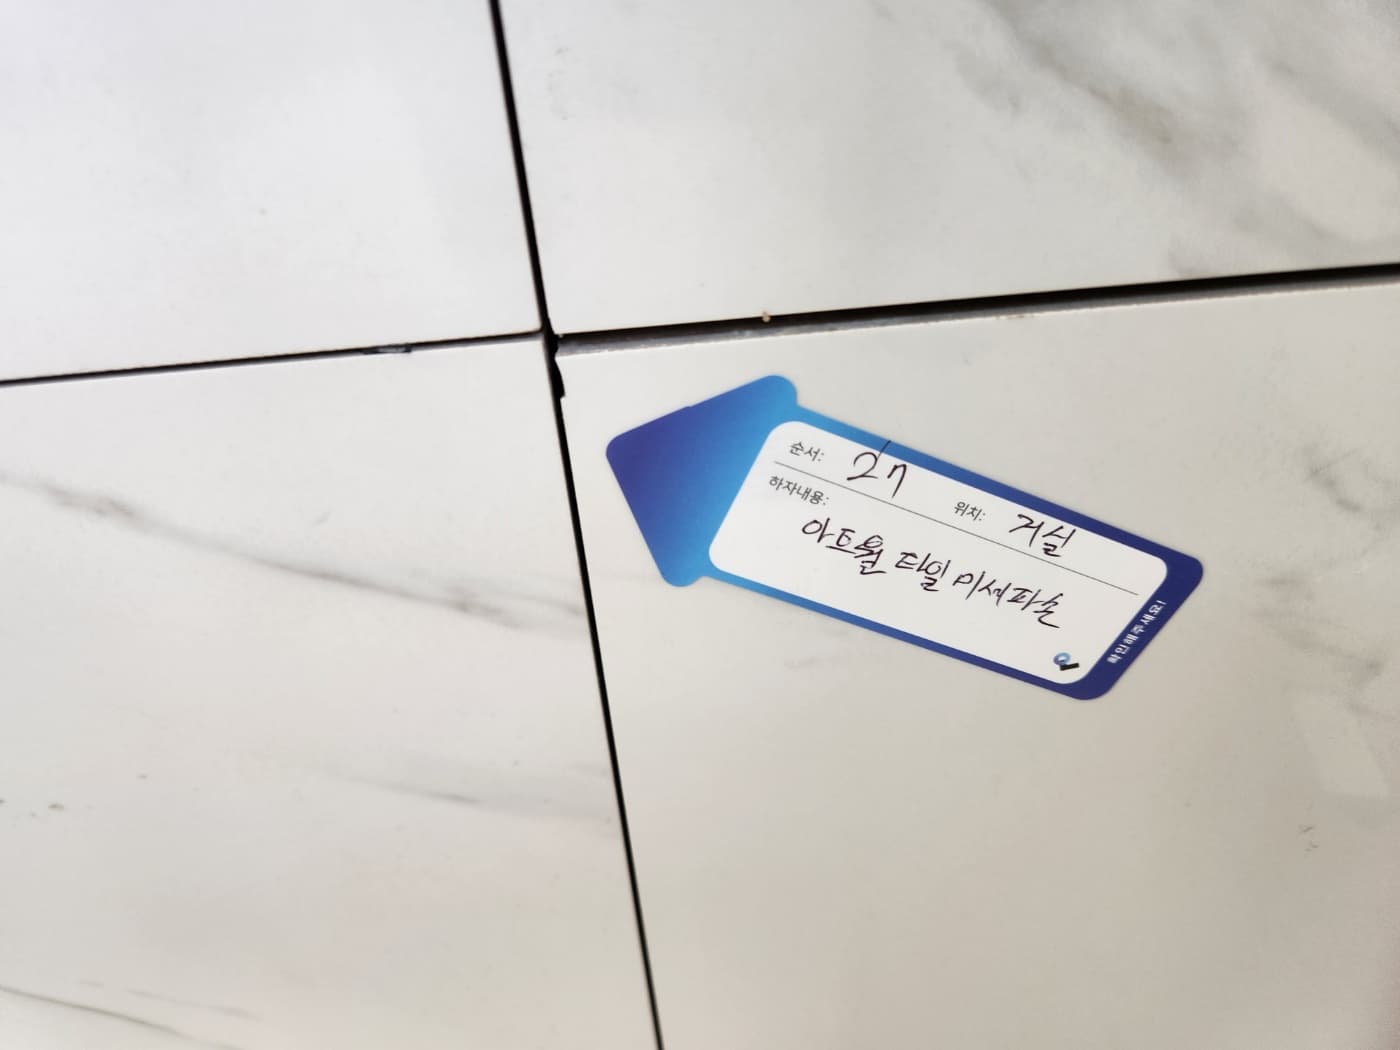 순서: 27 위치: 거실
하자내용:
아트월 타일 미세파손
확인해주세요!